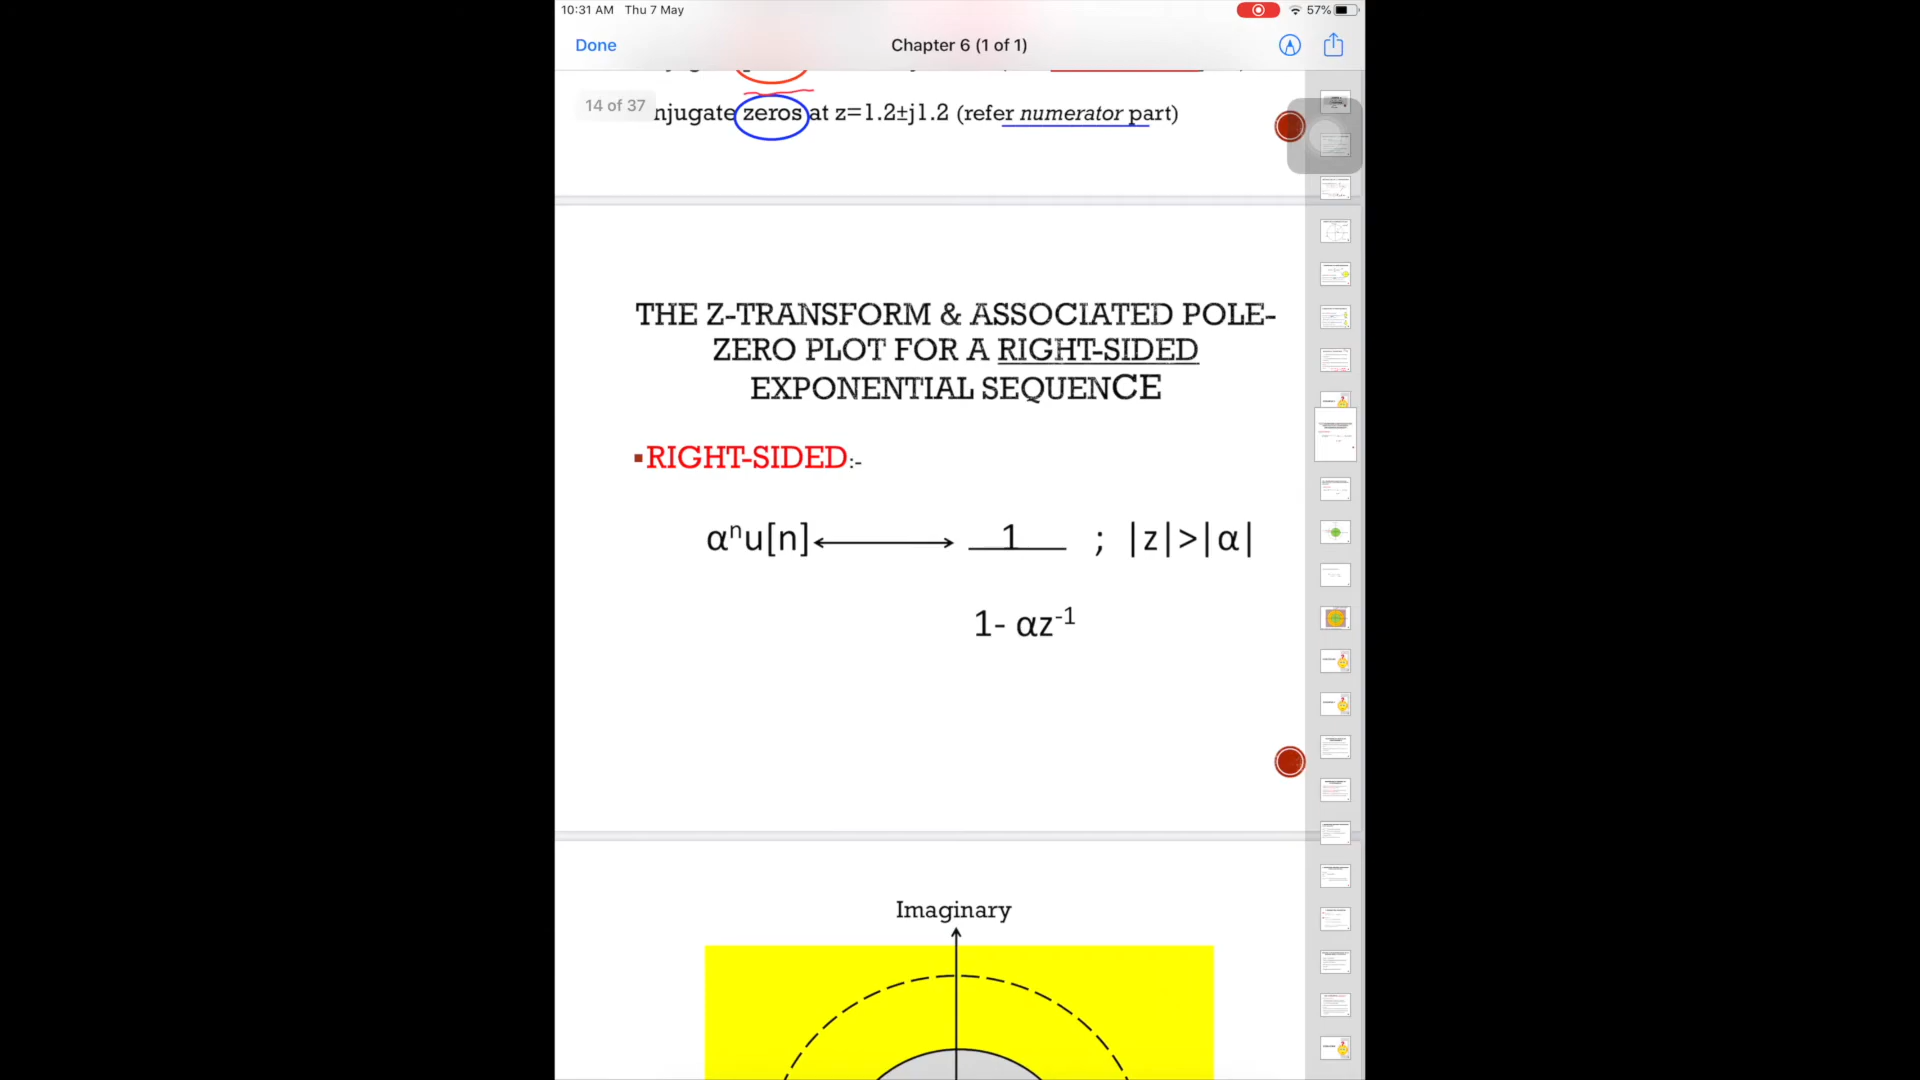 10:31 AM Thu 7 May
57%
Done
Chapter 6 (1 of 1)
14 of 37
njugate zeros at z=1.2±j1.2 (refer numerator part)
THE Z-TRANSFORM & ASSOCIATED POLE-
ZERO PLOT FOR A RIGHT-SIDED
EXPONENTIAL SEQUENCE
▪RIGHT-SIDED:-
αⁿu[n] ⟷ 1 ; |z|>|α|
1- αz⁻¹
Imaginary